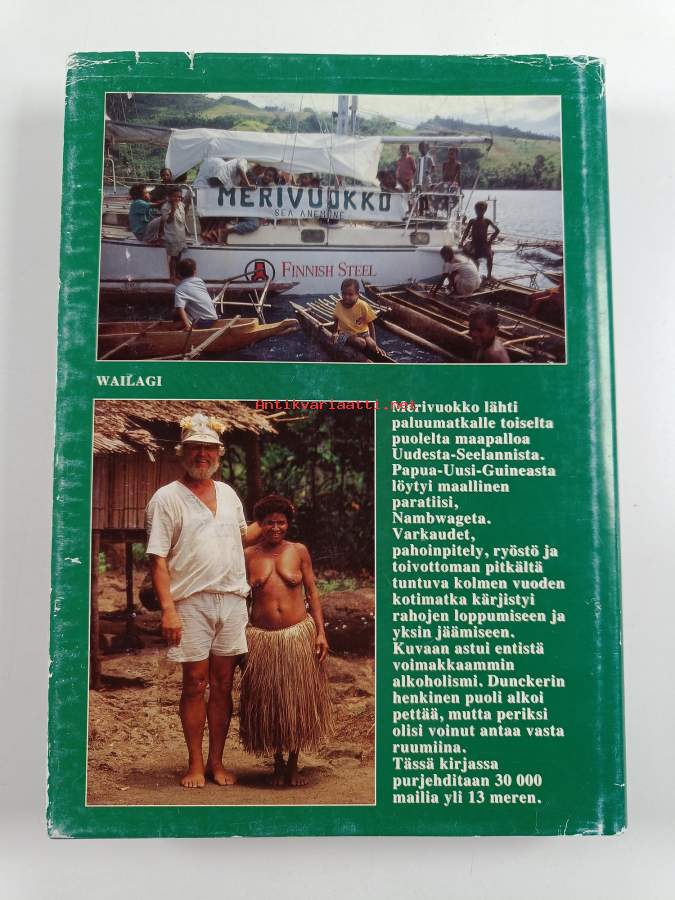 MERIVUOKKO
SEA ANEMONE
FINNISH STEEL
WAILAGI
Antikvariaatti.net
Merivuokko lähti
paluumatkalle toiselta
puolelta maapalloa
Uudesta-Seelannista.
Papua-Uusi-Guineasta
löytyi maallinen
paratiisi,
Nambwageta.
Varkaudet,
pahoinpitely, ryöstö ja
toivottoman pitkältä
tuntuva kolmen vuoden
kotimatka kärjistyi
rahojen loppumiseen ja
yksin jäämiseen.
Kuvaan astui entistä
voimakkaammin
alkoholismi. Dunckerin
henkinen puoli alkoi
pettää, mutta periksi
olisi voinut antaa vasta
ruumiina.
Tässä kirjassa
purjehditaan 30 000
mailia yli 13 meren.